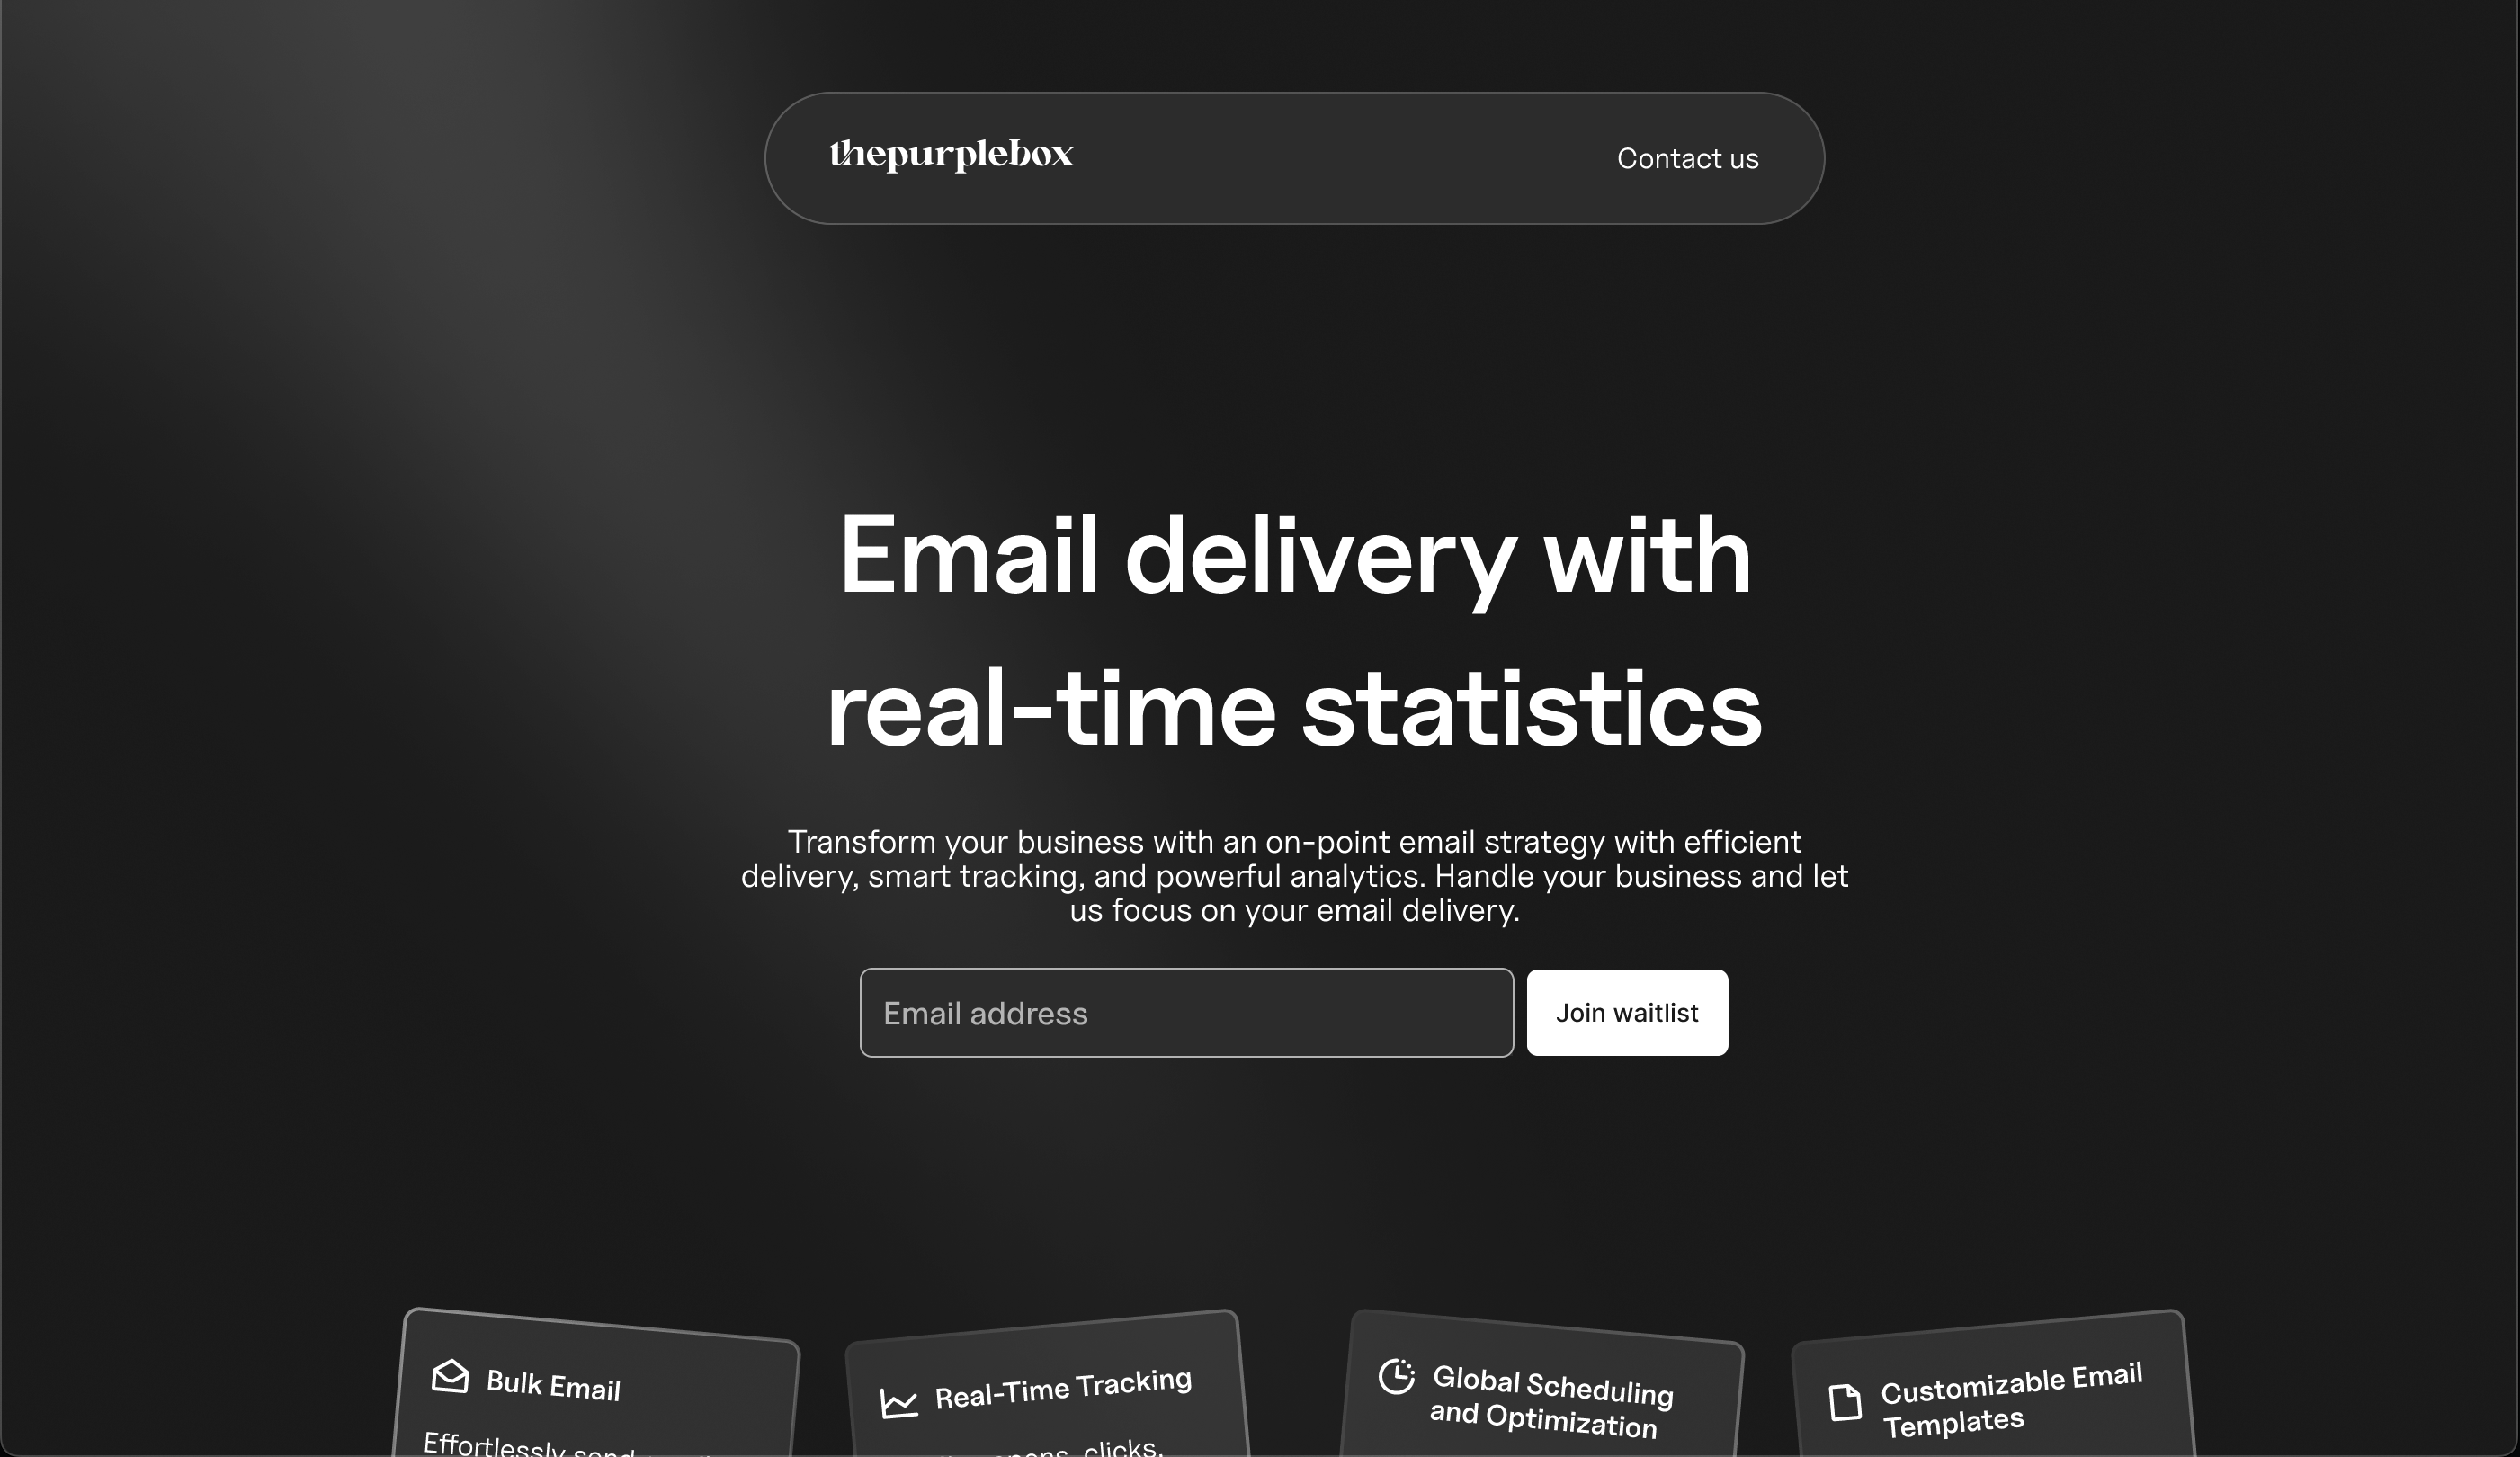 thepurplebox
Contact us
Email delivery with
real-time statistics
Transform your business with an on-point email strategy with efficient
delivery, smart tracking, and powerful analytics. Handle your business and let
us focus on your email delivery.
Email address
Join waitlist
Bulk Email
Effortlessly send
Real-Time Tracking
opens, clicks,
Global Scheduling
and Optimization
Customizable Email
Templates